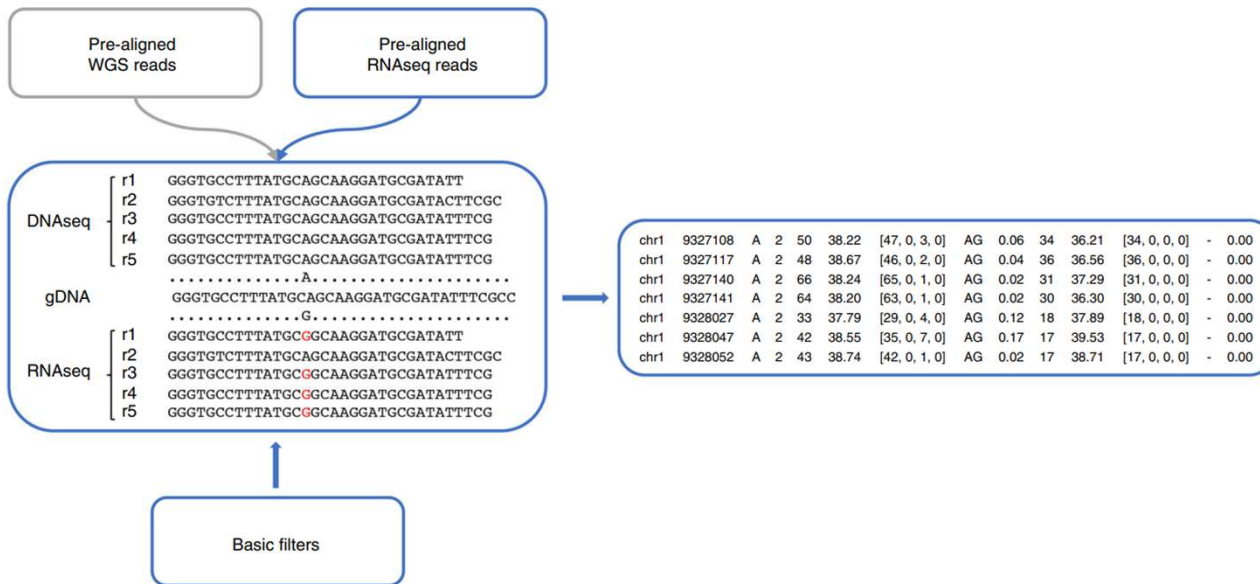 Pre-aligned
WGS reads
Pre-aligned
RNAseq reads
DNAseq
r1 GGGTGCCTTTATGCAGCAAGGATGCGATATT
r2 GGGTGTCTTTATGCAGCAAGGATGCGATACTTCGC
r3 GGGTGCCTTTATGCAGCAAGGATGCGATATTTCG
r4 GGGTGCCTTTATGCAGCAAGGATGCGATATTTCG
r5 GGGTGCCTTTATGCAGCAAGGATGCGATATTTCG
A
gDNA GGGTGCCTTTATGCAGCAAGGATGCGATATTTCGCC
G
RNAseq
r1 GGGTGCCTTTATGCGGCAAGGATGCGATATT
r2 GGGTGTCTTTATGCAGCAAGGATGCGATACTTCGC
r3 GGGTGCCTTTATGCGGCAAGGATGCGATATTTCG
r4 GGGTGCCTTTATGCGGCAAGGATGCGATATTTCG
r5 GGGTGCCTTTATGCGGCAAGGATGCGATATTTCG
Basic filters
chr1 9327108 A 2 50 38.22 [47, 0, 3, 0] AG 0.06 34 36.21 [34, 0, 0, 0] - 0.00
chr1 9327117 A 2 48 38.67 [46, 0, 2, 0] AG 0.04 36 36.56 [36, 0, 0, 0] - 0.00
chr1 9327140 A 2 66 38.24 [65, 0, 1, 0] AG 0.02 31 37.29 [31, 0, 0, 0] - 0.00
chr1 9327141 A 2 64 38.20 [63, 0, 1, 0] AG 0.02 30 36.30 [30, 0, 0, 0] - 0.00
chr1 9328027 A 2 33 37.79 [29, 0, 4, 0] AG 0.12 18 37.89 [18, 0, 0, 0] - 0.00
chr1 9328047 A 2 42 38.55 [35, 0, 7, 0] AG 0.17 17 39.53 [17, 0, 0, 0] - 0.00
chr1 9328052 A 2 43 38.74 [42, 0, 1, 0] AG 0.02 17 38.71 [17, 0, 0, 0] - 0.00